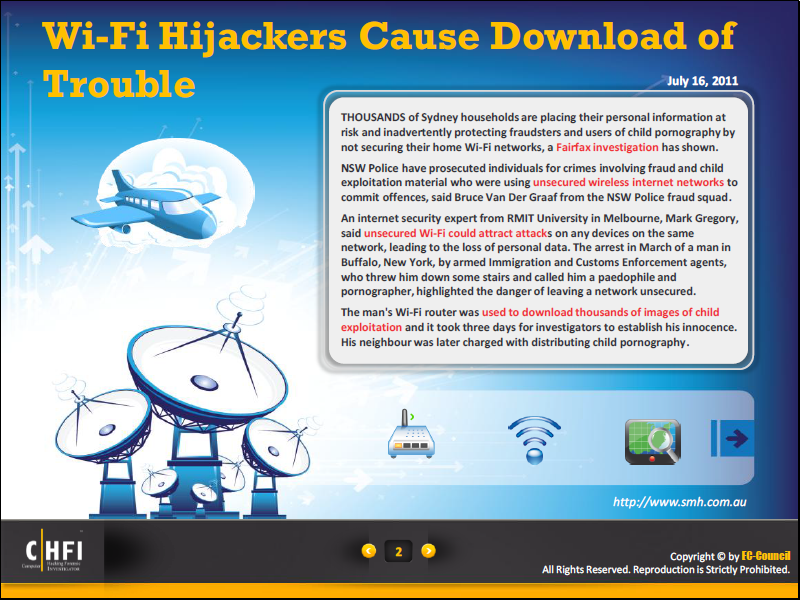 Wi-Fi Hijackers Cause Download of
Trouble
July 16, 2011
THOUSANDS of Sydney households are placing their personal information at
risk and inadvertently protecting fraudsters and users of child pornography by
not securing their home Wi-Fi networks, a Fairfax investigation has shown.
NSW Police have prosecuted individuals for crimes involving fraud and child
exploitation material who were using unsecured wireless internet networks to
commit offences, said Bruce Van Der Graaf from the NSW Police fraud squad.
An internet security expert from RMIT University in Melbourne, Mark Gregory,
said unsecured Wi-Fi could attract attacks on any devices on the same
network, leading to the loss of personal data. The arrest in March of a man in
Buffalo, New York, by armed Immigration and Customs Enforcement agents,
who threw him down some stairs and called him a paedophile and
pornographer, highlighted the danger of leaving a network unsecured.
The man's Wi-Fi router was used to download thousands of images of child
exploitation and it took three days for investigators to establish his innocence.
His neighbour was later charged with distributing child pornography.
http://www.smh.com.au
CHFI
Computer Hacking Forensic
INVESTIGATOR
2
Copyright © by EC-Council
All Rights Reserved. Reproduction is Strictly Prohibited.